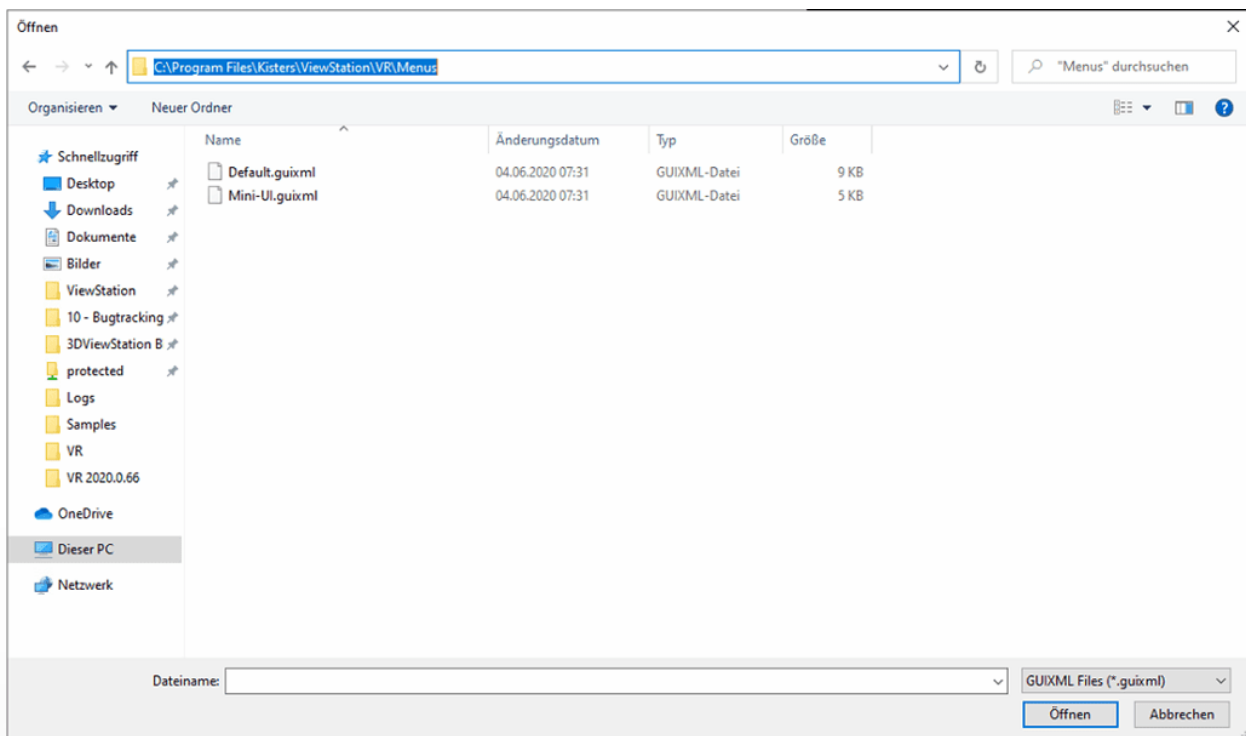 Öffnen
C:\Program Files\Kisters\ViewStation\VR\Menus
"Menus" durchsuchen
Organisieren
Neuer Ordner
Name Änderungsdatum Typ Größe
Default.guixml 04.06.2020 07:31 GUIXML-Datei 9 KB
Mini-UI.guixml 04.06.2020 07:31 GUIXML-Datei 5 KB
Schnellzugriff
Desktop
Downloads
Dokumente
Bilder
ViewStation
10 - Bugtracking
3DViewStation B
protected
Logs
Samples
VR
VR 2020.0.66
OneDrive
Dieser PC
Netzwerk
Dateiname:
GUIXML Files (*.guixml)
Öffnen
Abbrechen